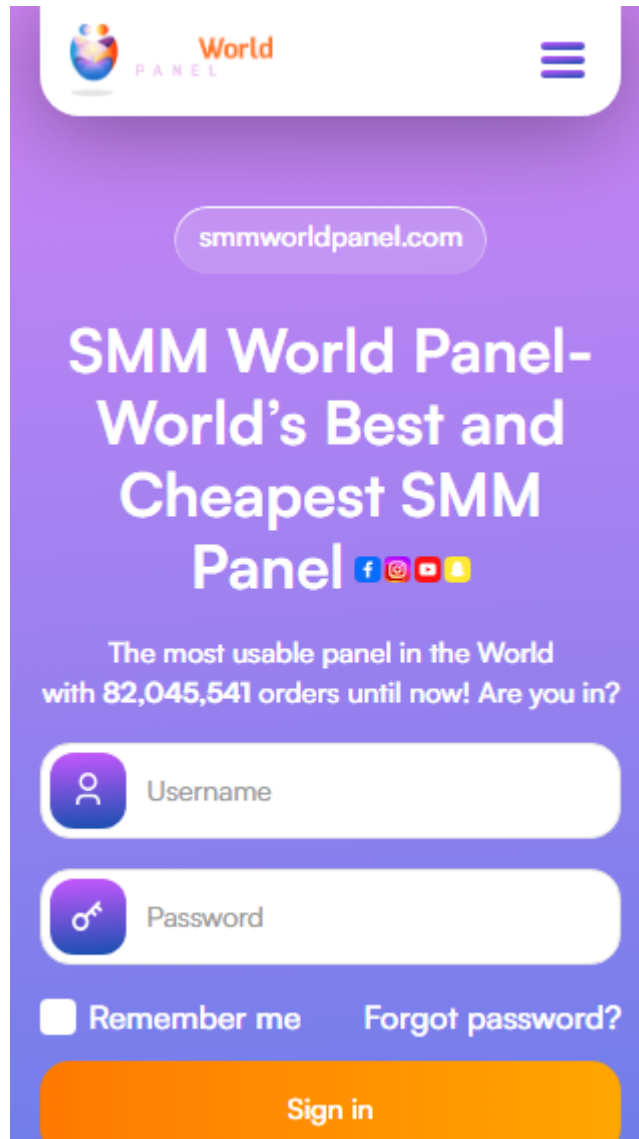 World
PANEL
smmworldpanel.com
SMM World Panel-
World’s Best and
Cheapest SMM
Panel
The most usable panel in the World
with 82,045,541 orders until now! Are you in?
Username
Password
Remember me Forgot password?
Sign in